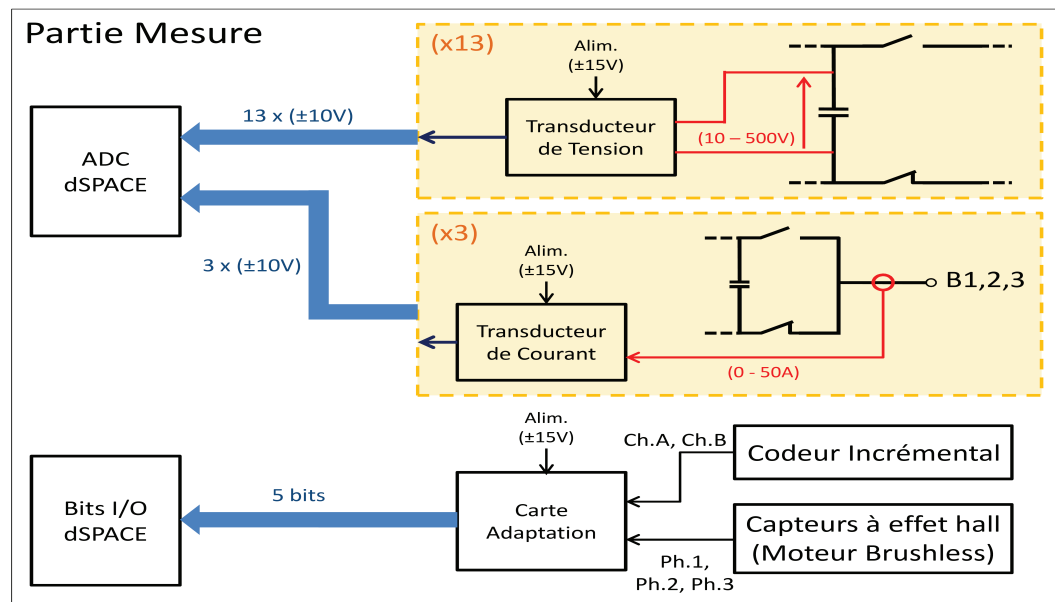 Partie Mesure
(x13)
Alim.
(±15V)
13 x (±10V)
Transducteur
de Tension
(10 – 500V)
ADC
dSPACE
(x3)
Alim.
(±15V)
3 x (±10V)
B1,2,3
Transducteur
de Courant
(0 - 50A)
Alim.
(±15V)
Ch.A, Ch.B
Codeur Incrémental
5 bits
Bits I/O
dSPACE
Carte
Adaptation
Capteurs à effet hall
(Moteur Brushless)
Ph.1,
Ph.2, Ph.3